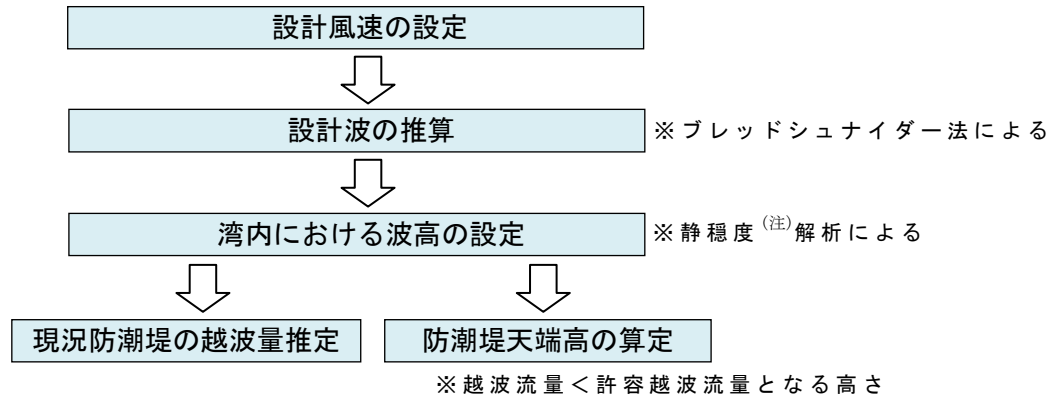 設計風速の設定
設計波の推算
※ブレッドシュナイダー法による
湾内における波高の設定
※静穏度(注)解析による
現況防潮堤の越波量推定
防潮堤天端高の算定
※越波流量＜許容越波流量となる高さ